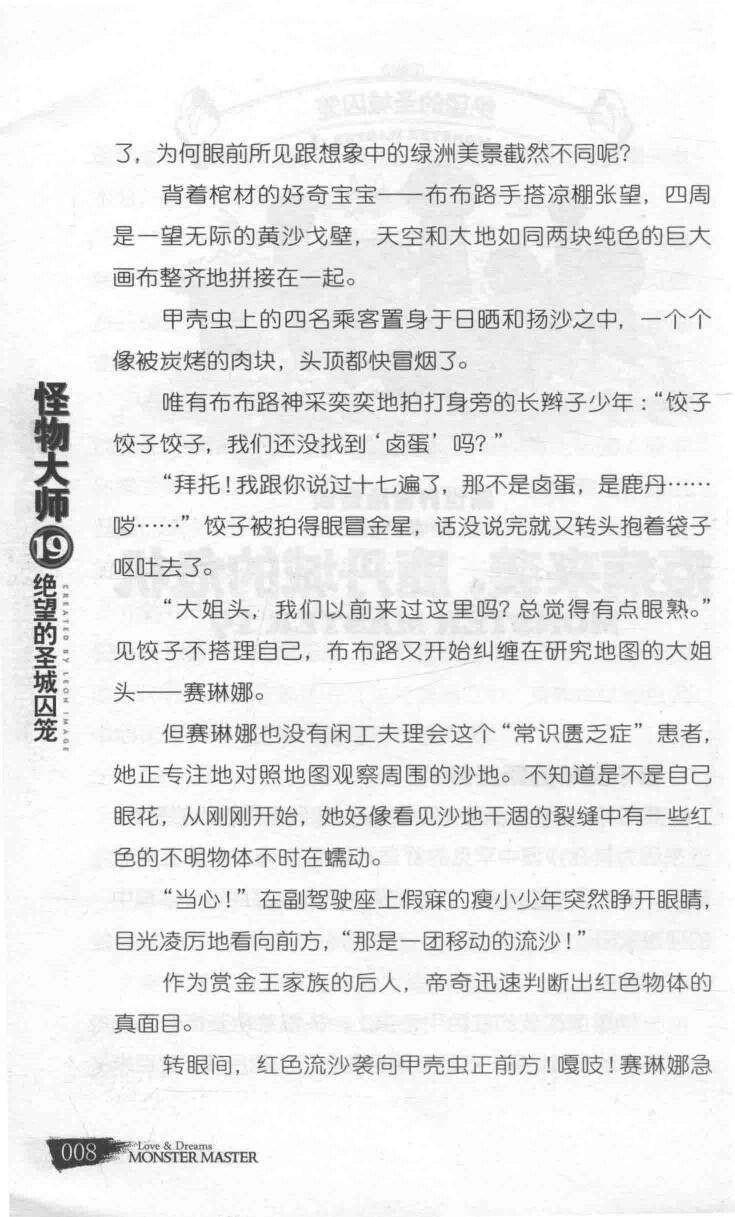 了，为何眼前所见跟想象中的绿洲美景截然不同呢？
背着棺材的好奇宝宝——布布路手搭凉棚张望，四周
是一望无际的黄沙戈壁，天空和大地如同两块纯色的巨大
画布整齐地拼接在一起。
甲壳虫上的四名乘客置身于日晒和扬沙之中，一个个
像被炭烤的肉块，头顶都快冒烟了。
唯有布布路神采奕奕地拍打身旁的长辫子少年：“饺子
饺子饺子，我们还没找到‘卤蛋’吗？”
“拜托！我跟你说过十七遍了，那不是卤蛋，是鹿丹……
哕……”饺子被拍得眼冒金星，话没说完就又转头抱着袋子
呕吐去了。
“大姐头，我们以前来过这里吗？总觉得有点眼熟。”
见饺子不搭理自己，布布路又开始纠缠在研究地图的大姐
头——赛琳娜。
但赛琳娜也没有闲工夫理会这个“常识匮乏症”患者，
她正专注地对照地图观察周围的沙地。不知道是不是自己
眼花，从刚刚开始，她好像看见沙地干涸的裂缝中有一些红
色的不明物体不时在蠕动。
“当心！”在副驾驶座上假寐的瘦小少年突然睁开眼睛，
目光凌厉地看向前方，“那是一团移动的流沙！”
作为赏金王家族的后人，帝奇迅速判断出红色物体的
真面目。
转眼间，红色流沙袭向甲壳虫正前方！嘎吱！赛琳娜急
怪物大师
19
绝望的圣城囚笼
CREATED BY LEON IMAGE
008
Love & Dreams
MONSTER MASTER